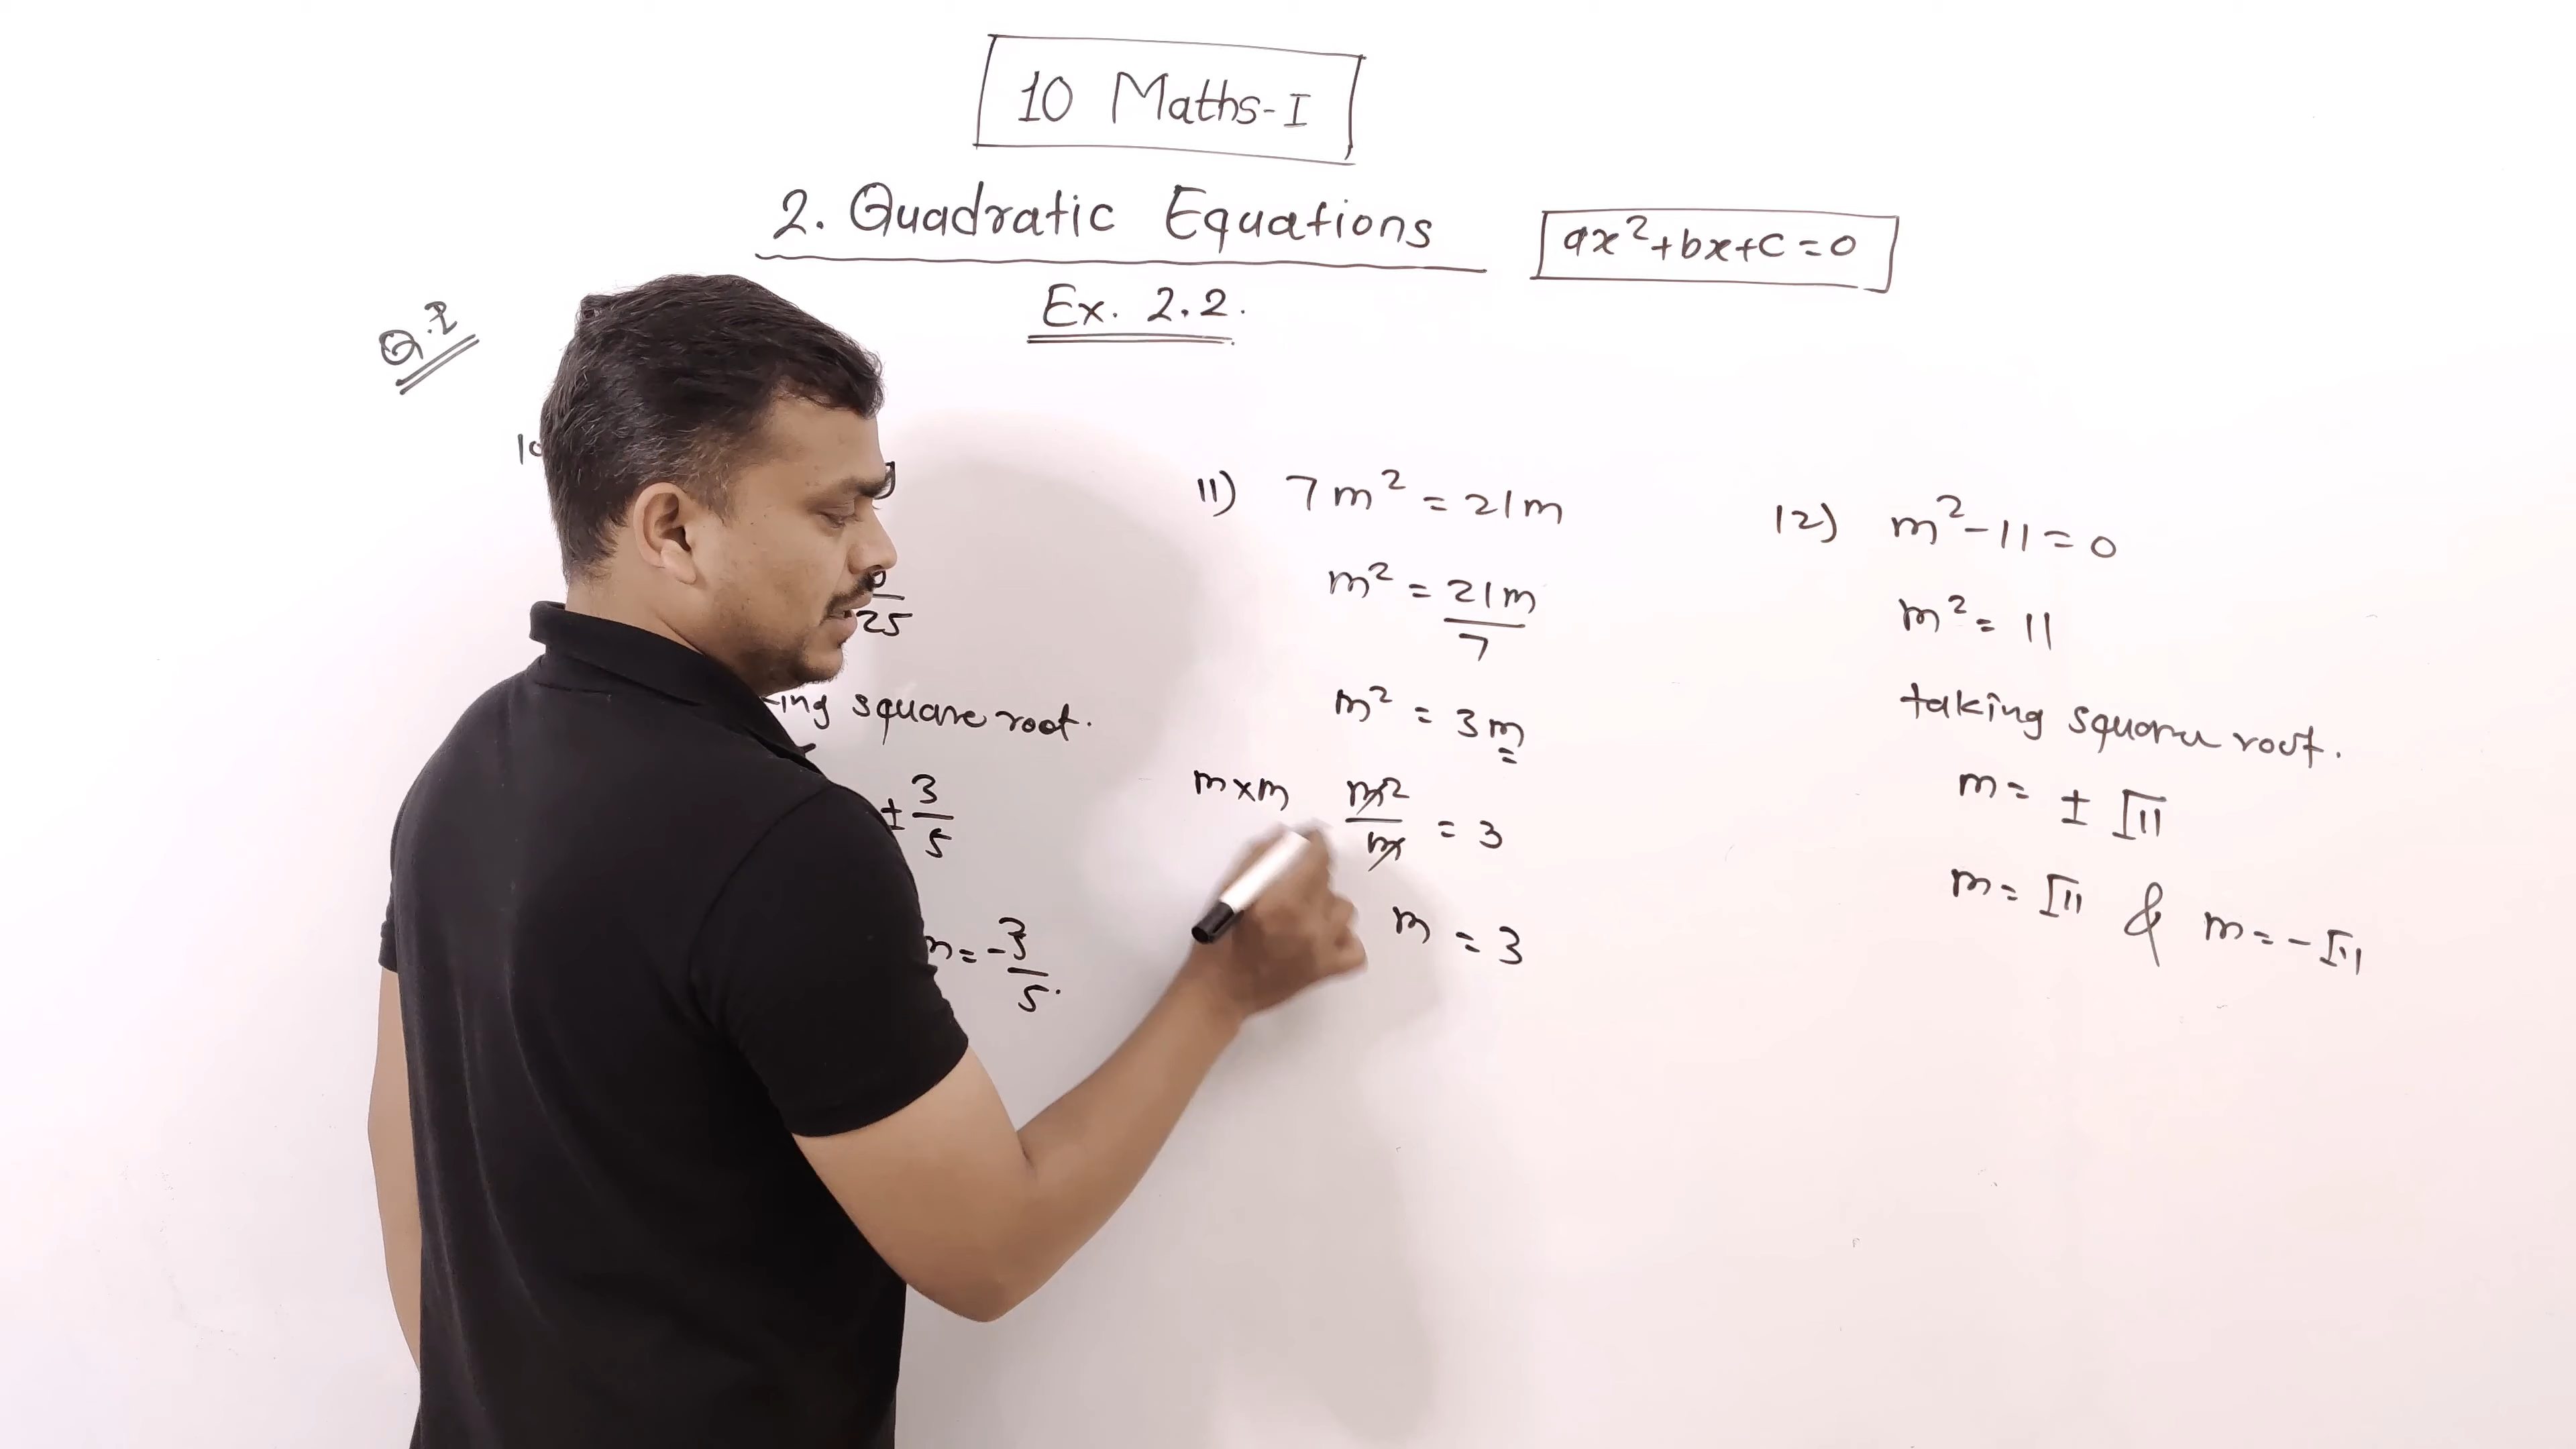 10 Maths-I
2. Quadratic Equations
ax²+bx+c=0
Ex. 2.2.
25
square root.
± 3/5
= -3/5.
11) 7m² = 21m
m² = 21m/7
m² = 3m
m×m m²/m = 3
m = 3
12) m²-11=0
m² = 11
taking square root.
m = ± √11
m = √11 & m = -√11